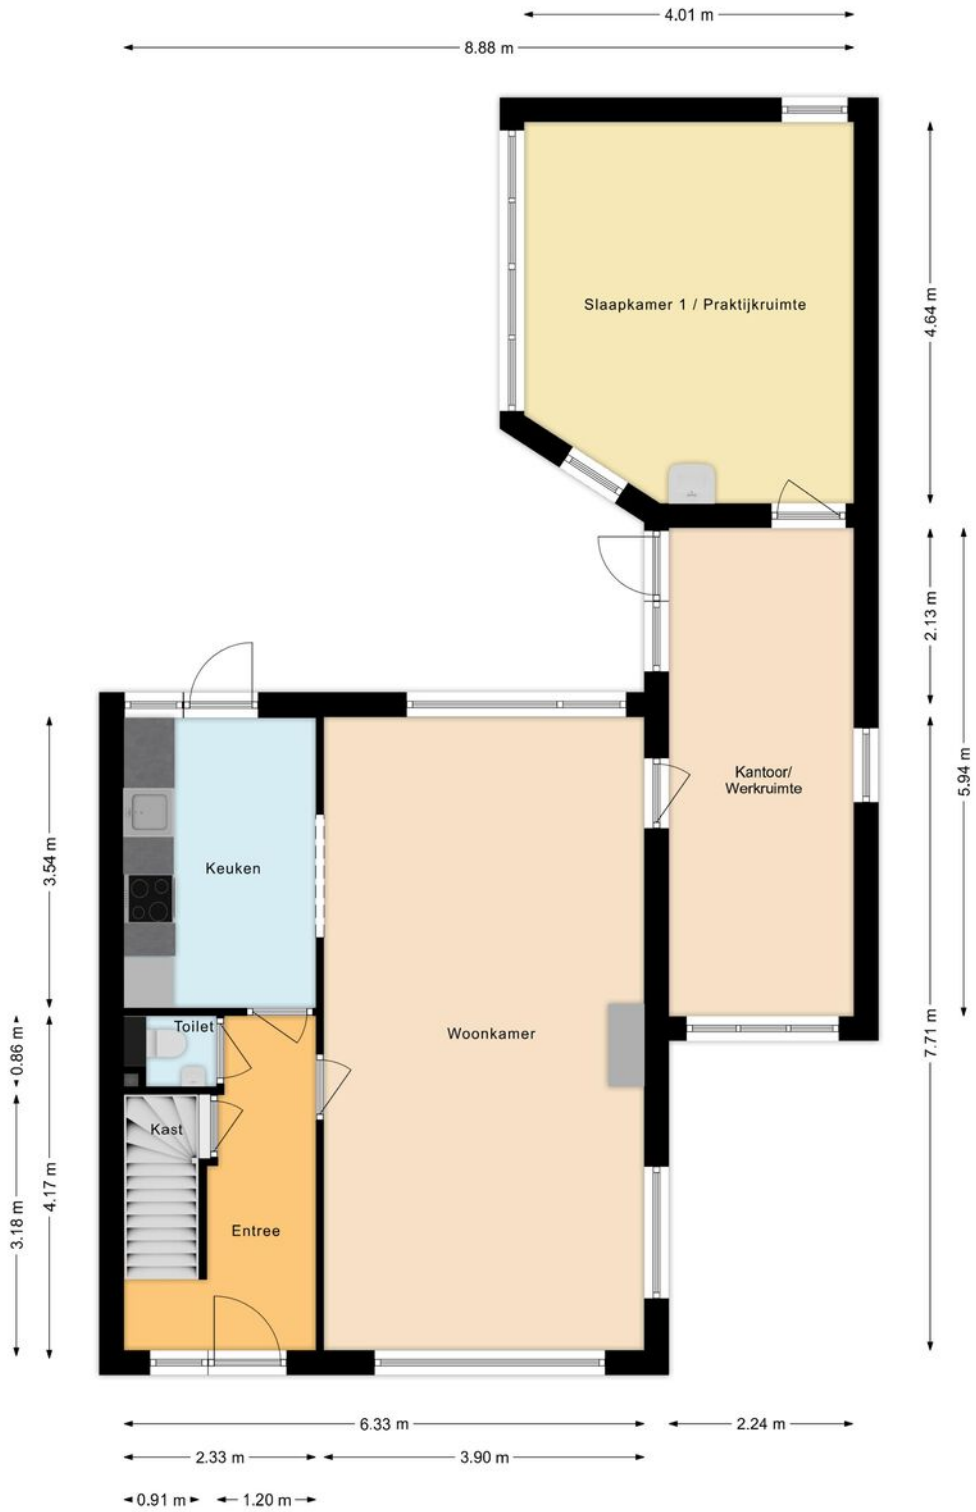 4.01 m
8.88 m
4.64 m
Slaapkamer 1 / Praktijkruimte
2.13 m
5.94 m
Kantoor/
Werkruimte
3.54 m
Keuken
7.71 m
Woonkamer
Toilet
0.86 m
Kast
4.17 m
3.18 m
Entree
6.33 m
2.24 m
2.33 m
3.90 m
0.91 m
1.20 m